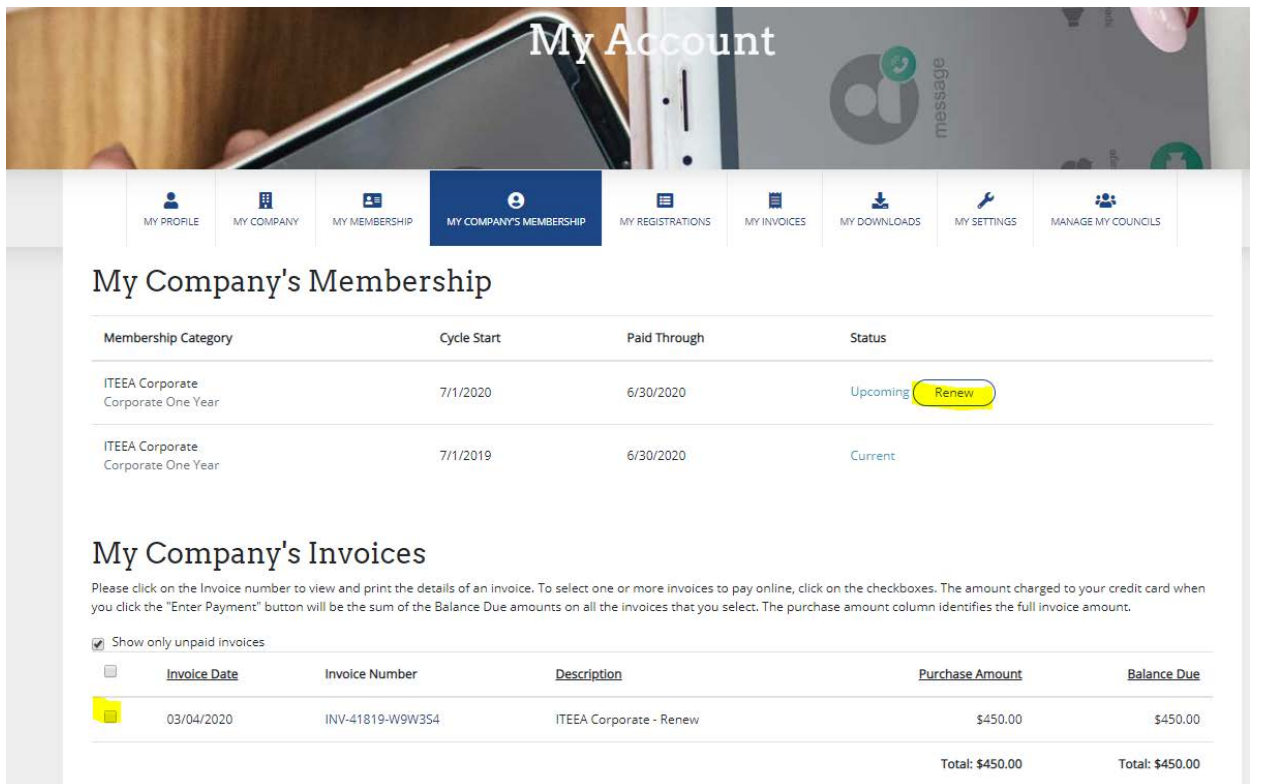 My Account
message
MY PROFILE
MY COMPANY
MY MEMBERSHIP
MY COMPANY'S MEMBERSHIP
MY REGISTRATIONS
MY INVOICES
MY DOWNLOADS
MY SETTINGS
MANAGE MY COUNCILS
My Company's Membership
Membership Category Cycle Start Paid Through Status
ITEEA Corporate
Corporate One Year
7/1/2020 6/30/2020 Upcoming Renew
ITEEA Corporate
Corporate One Year
7/1/2019 6/30/2020 Current
My Company's Invoices
Please click on the Invoice number to view and print the details of an invoice. To select one or more invoices to pay online, click on the checkboxes. The amount charged to your credit card when
you click the "Enter Payment" button will be the sum of the Balance Due amounts on all the invoices that you select. The purchase amount column identifies the full invoice amount.
Show only unpaid invoices
Invoice Date Invoice Number Description Purchase Amount Balance Due
03/04/2020 INV-41819-W9W3S4 ITEEA Corporate - Renew $450.00 $450.00
Total: $450.00 Total: $450.00